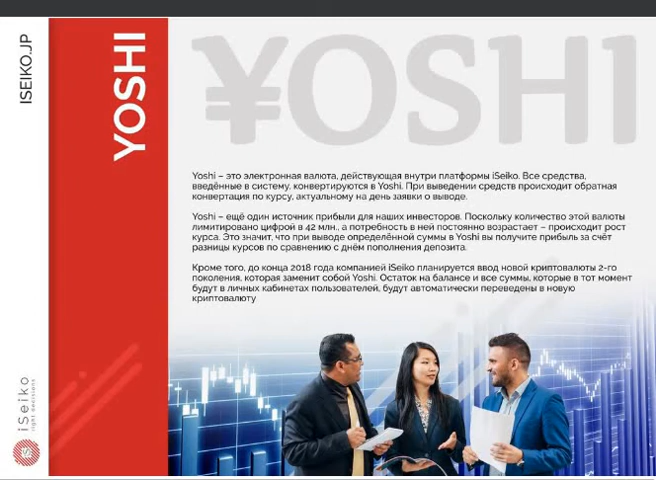 ISEIKO.JP
YOSHI
¥OSHI
Yoshi – это электронная валюта, действующая внутри платформы iSeiko. Все средства,
введённые в систему, конвертируются в Yoshi. При выведении средств происходит обратная
конвертация по курсу, актуальному на день заявки о выводе.
Yoshi – ещё один источник прибыли для наших инвесторов. Поскольку количество этой валюты
лимитировано цифрой в 42 млн., а потребность в ней постоянно возрастает – происходит рост
курса. Это значит, что при выводе определённой суммы в Yoshi вы получите прибыль за счёт
разницы курсов по сравнению с днём пополнения депозита.
Кроме того, до конца 2018 года компанией iSeiko планируется ввод новой криптовалюты 2-го
поколения, которая заменит собой Yoshi. Остаток на балансе и все суммы, которые в тот момент
будут в личных кабинетах пользователей, будут автоматически переведены в новую
криптовалюту
iSeiko
right decisions